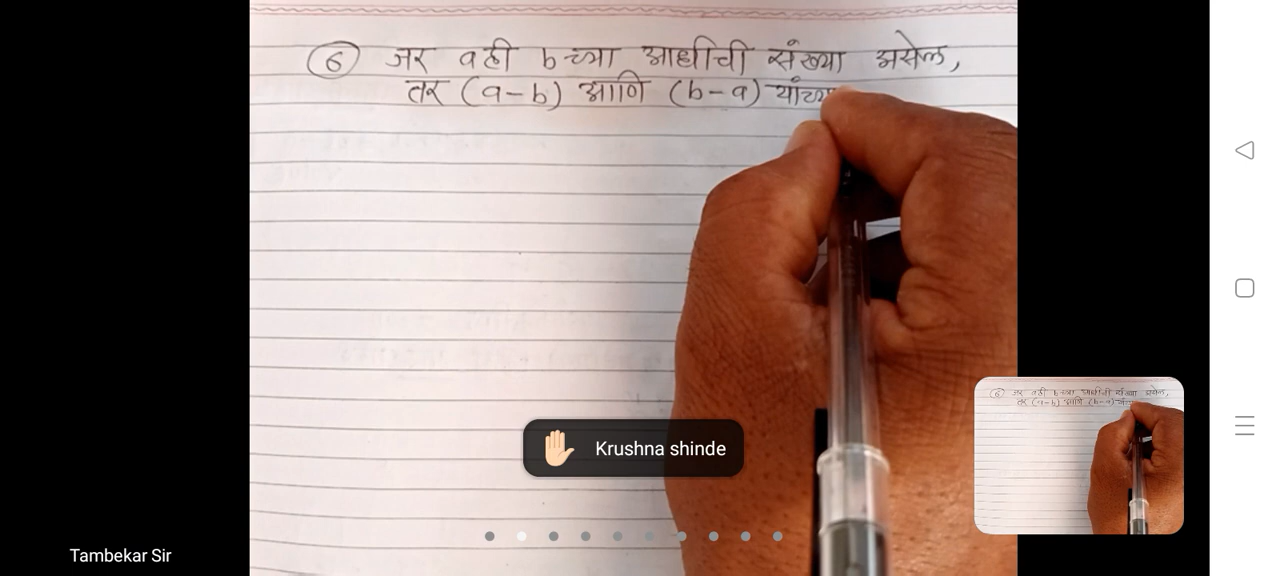 6 जर a ही b च्या आधीची संख्या असेल,
तर (a-b) आणि (b-a)
Krushna shinde
Tambekar Sir